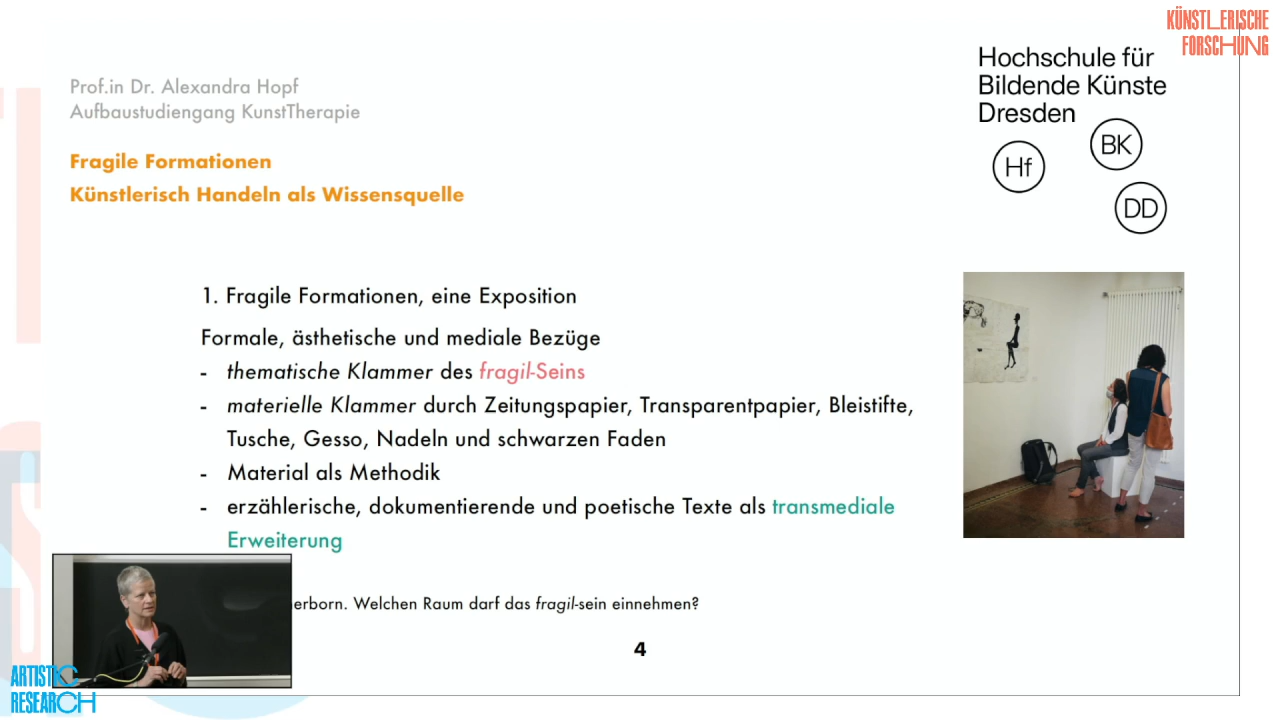 KÜNSTL_ERISCHE
FORSCHUNG
Hochschule für
Bildende Künste
Dresden
Hf
BK
DD
Prof.in Dr. Alexandra Hopf
Aufbaustudiengang KunstTherapie
Fragile Formationen
Künstlerisch Handeln als Wissensquelle
1. Fragile Formationen, eine Exposition
Formale, ästhetische und mediale Bezüge
- thematische Klammer des fragil-Seins
- materielle Klammer durch Zeitungspapier, Transparentpapier, Bleistifte,
Tusche, Gesso, Nadeln und schwarzen Faden
- Material als Methodik
- erzählerische, dokumentierende und poetische Texte als transmediale
Erweiterung
Welchen Raum darf das fragil-sein einnehmen?
4
ARTISTIC
RESEARCH